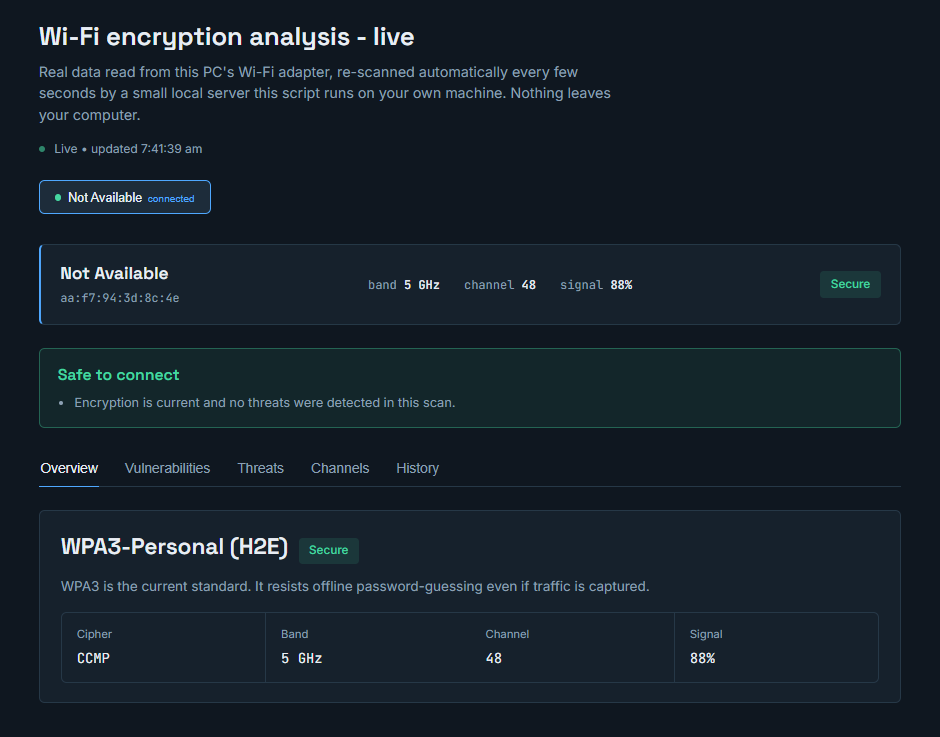 Wi-Fi encryption analysis - live
Real data read from this PC's Wi-Fi adapter, re-scanned automatically every few
seconds by a small local server this script runs on your own machine. Nothing leaves
your computer.
Live • updated 7:41:39 am
Not Available connected
Not Available
aa:f7:94:3d:8c:4e
band 5 GHz channel 48 signal 88%
Secure
Safe to connect
• Encryption is current and no threats were detected in this scan.
Overview Vulnerabilities Threats Channels History
WPA3-Personal (H2E) Secure
WPA3 is the current standard. It resists offline password-guessing even if traffic is captured.
Cipher Band Channel Signal
CCMP 5 GHz 48 88%